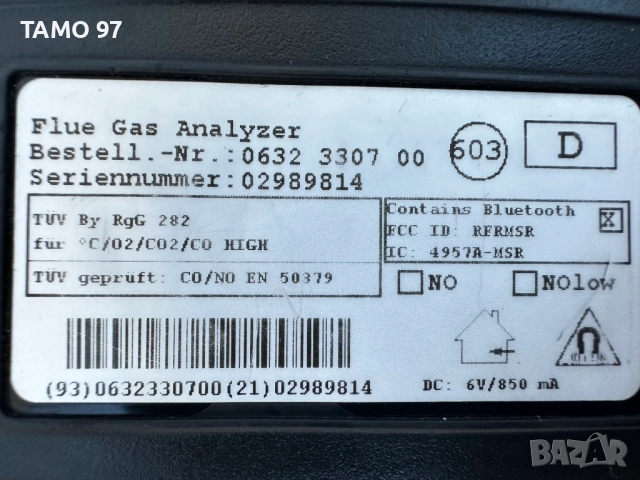 TAMO 97
Flue Gas Analyzer
Bestell.-Nr.: 0632 3307 00
603
D
Seriennummer: 02989814
TÜV By RgG 282
für °C/O2/CO2/CO HIGH
TÜV geprüft: CO/NO EN 50379
Contains Bluetooth
X
FCC ID: RFRMSR
IC: 4957A-MSR
NO
NOlow
(93)0632330700(21)02989814
DC: 6V/850 mA
BAZAR